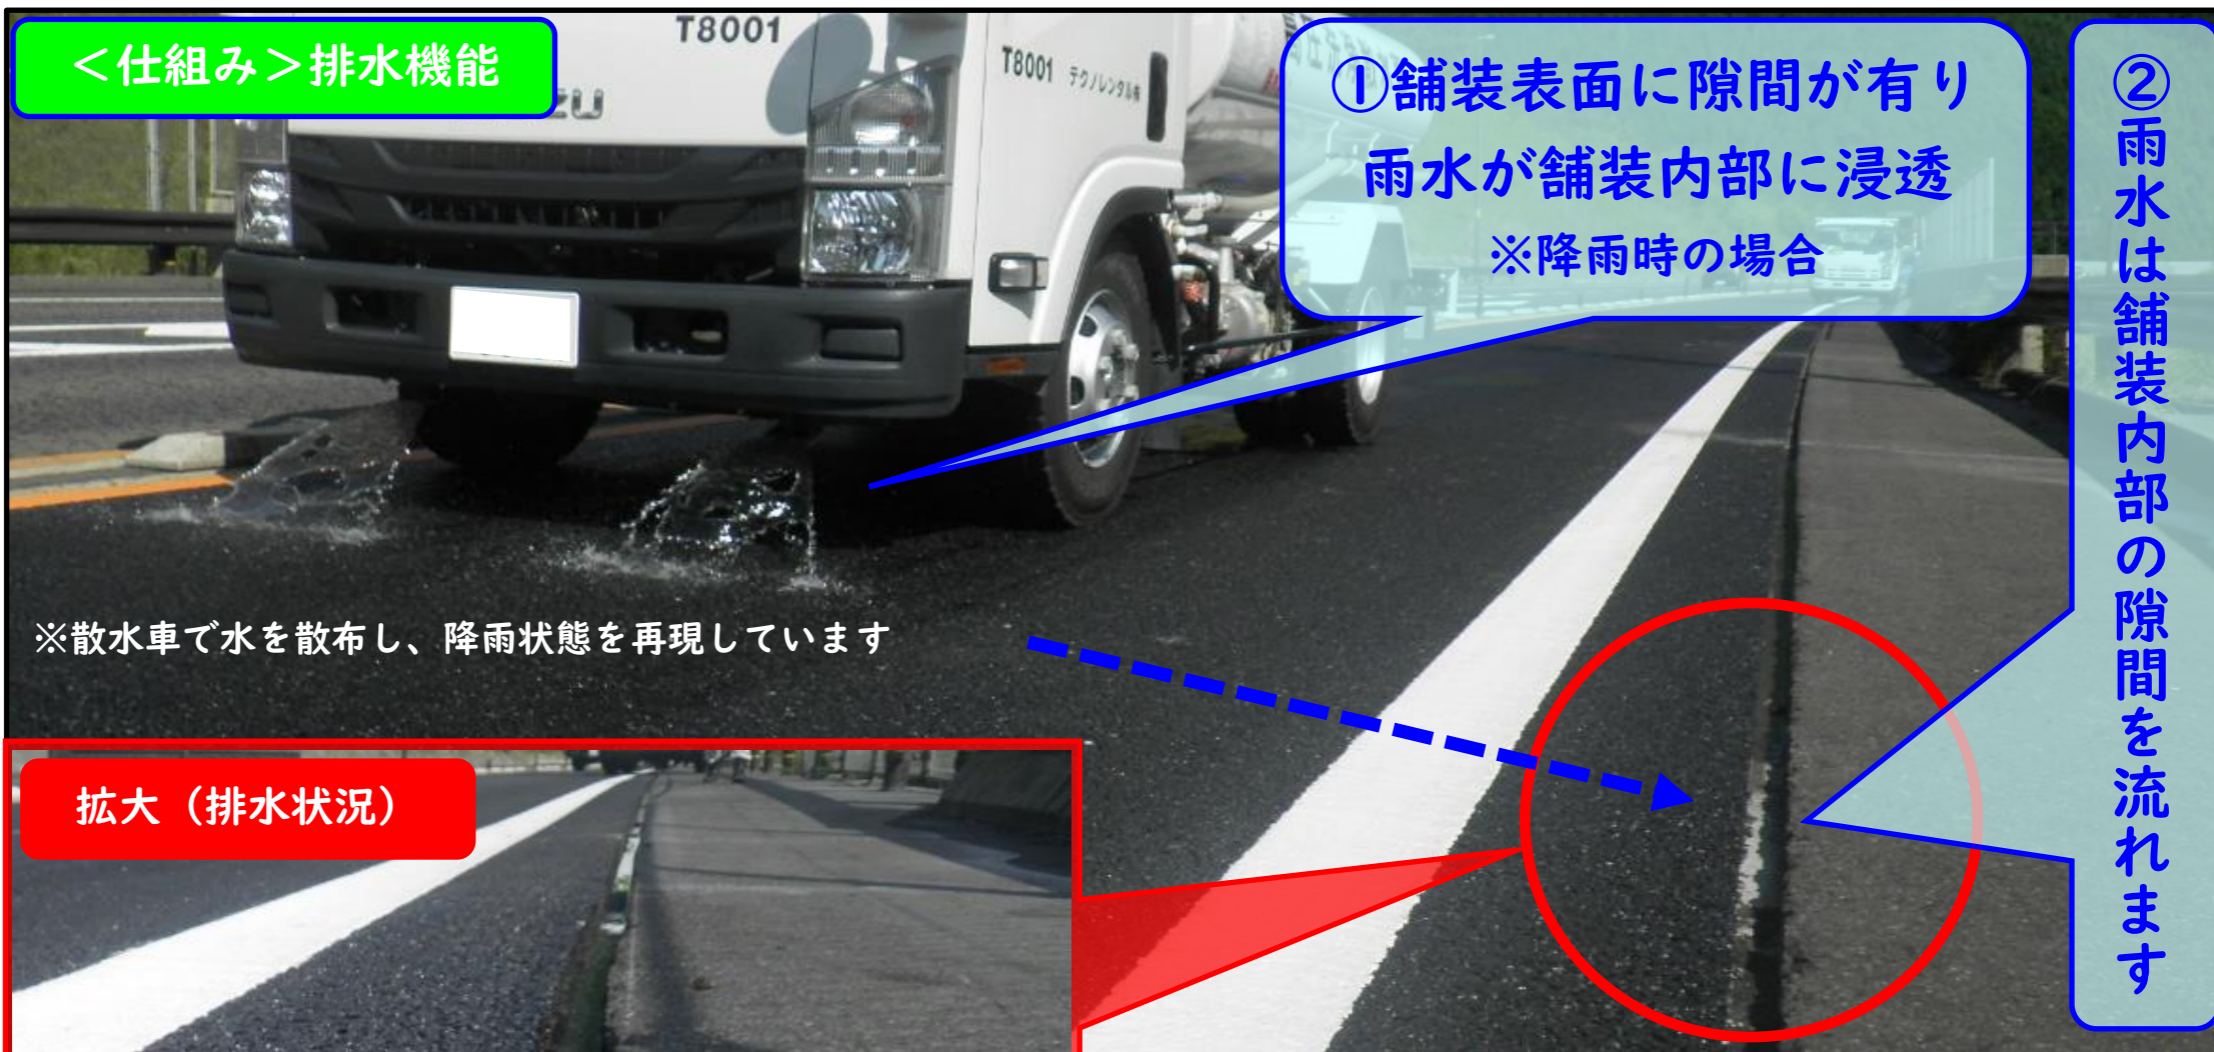 <仕組み>排水機能
T8001
ZU
T8001 テクノレンタル㈱
①舗装表面に隙間が有り
雨水が舗装内部に浸透
※降雨時の場合
②雨水は舗装内部の隙間を流れます
※散水車で水を散布し、降雨状態を再現しています
拡大（排水状況）